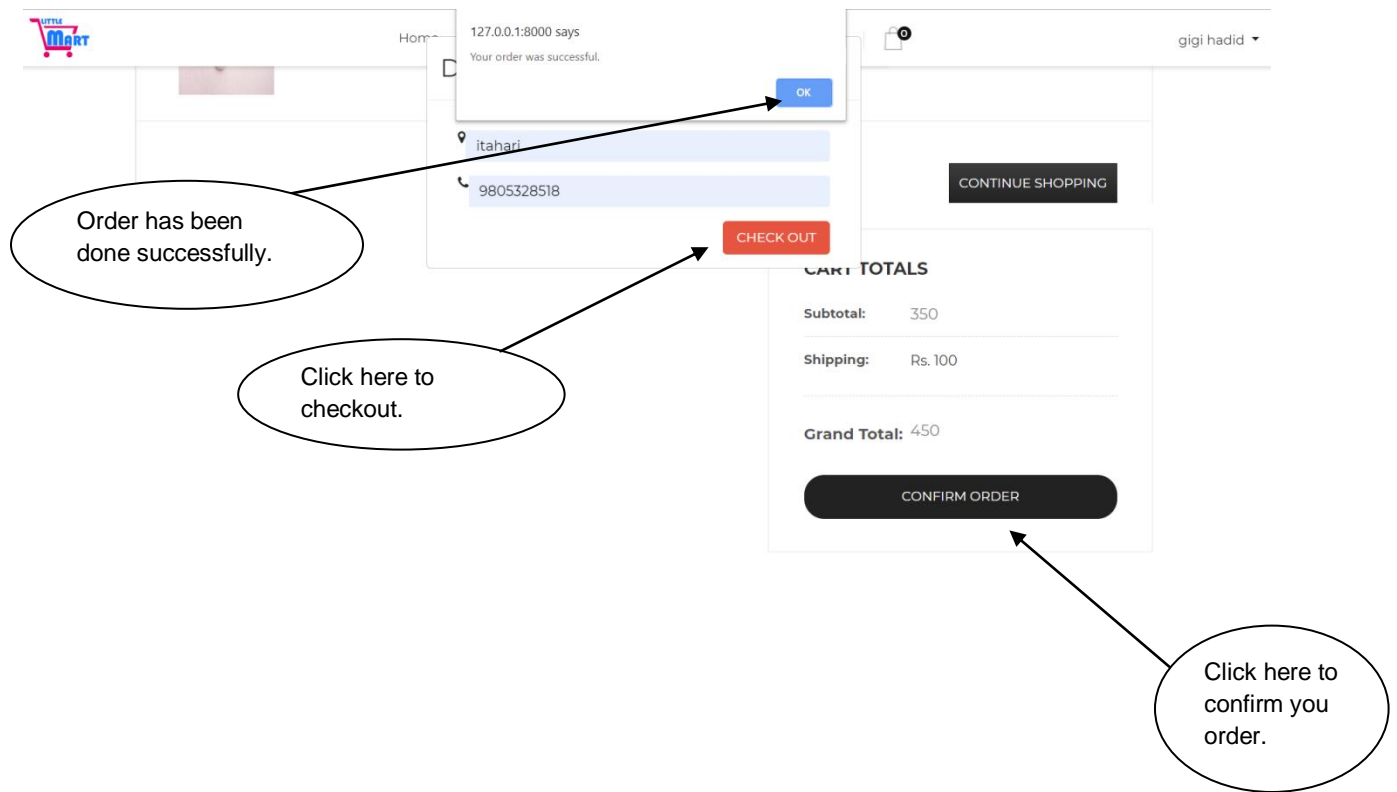 LITTLE
MART
Home
127.0.0.1:8000 says
Your order was successful.
OK
0
gigi hadid
D
itahari
9805328518
CONTINUE SHOPPING
CHECK OUT
Order has been
done successfully.
CART TOTALS
Subtotal: 350
Shipping: Rs. 100
Click here to
checkout.
Grand Total: 450
CONFIRM ORDER
Click here to
confirm you
order.